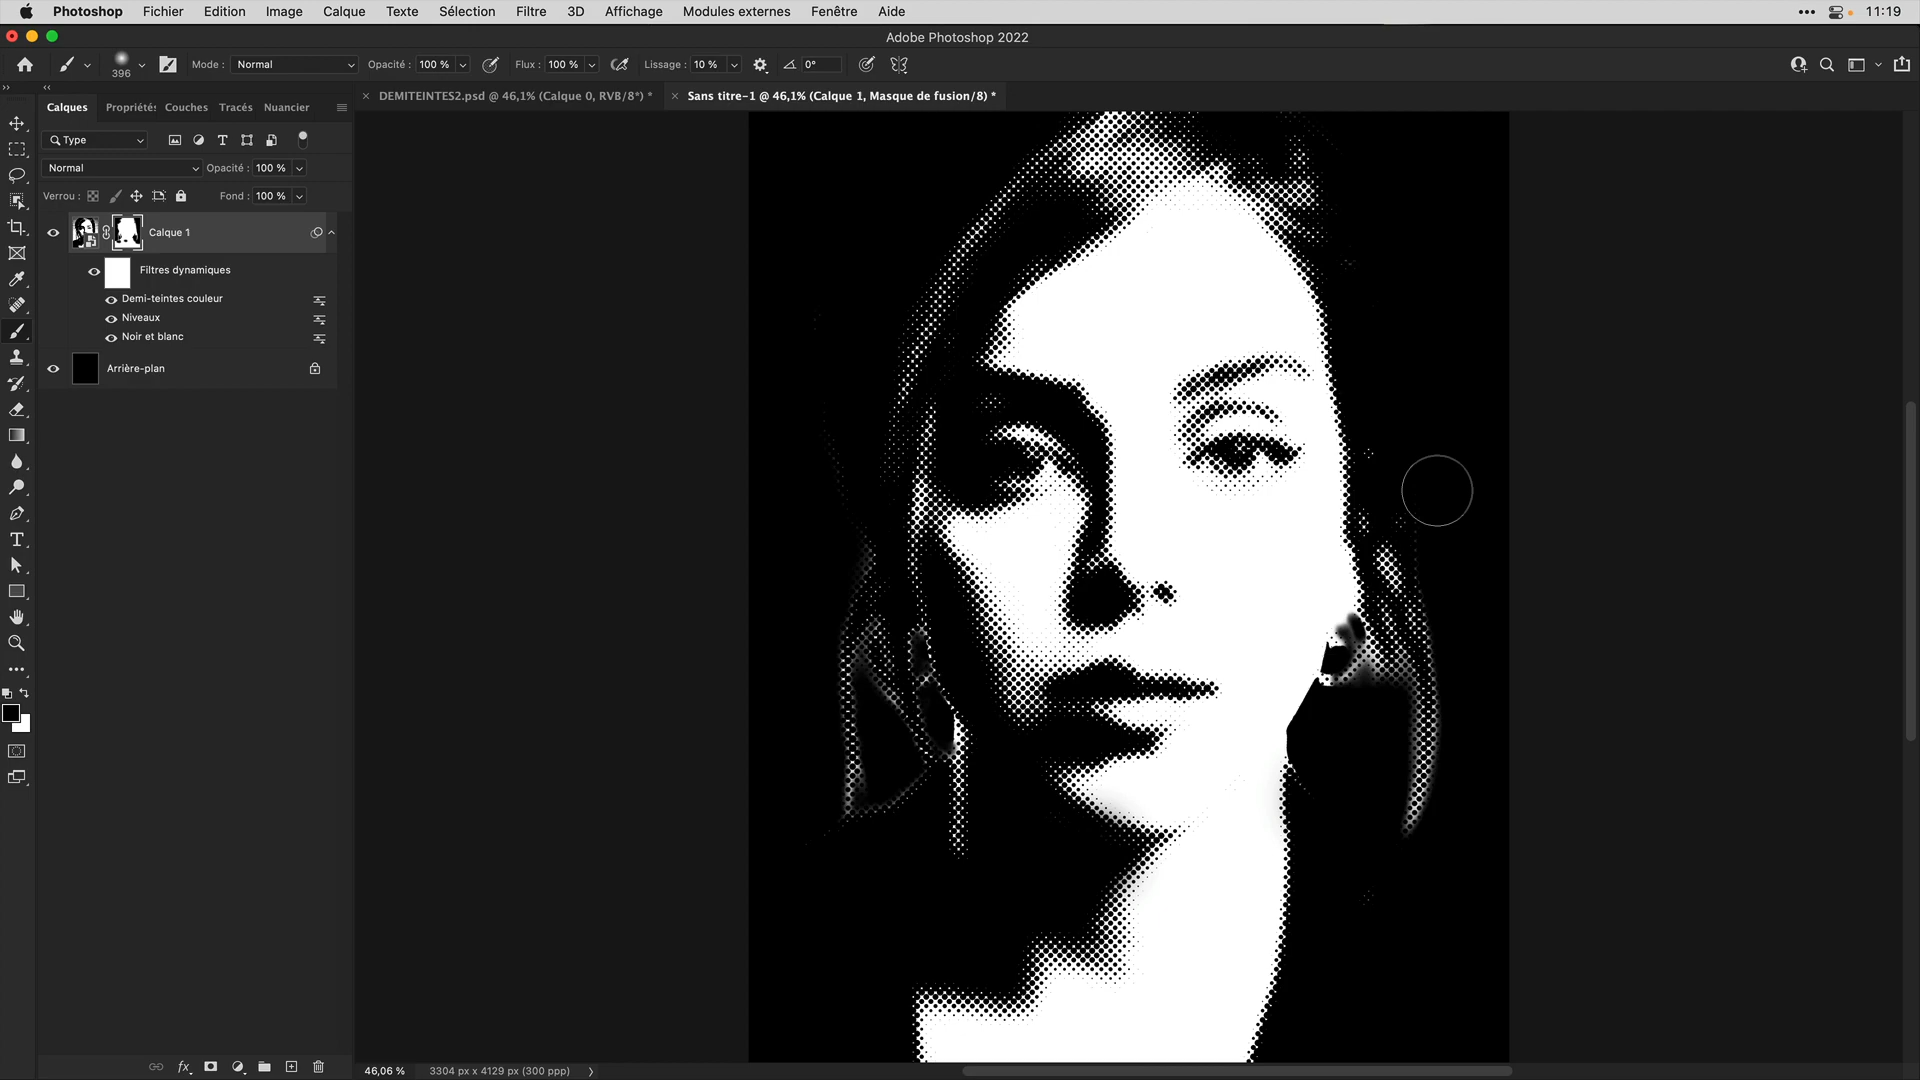 Photoshop Fichier Edition Image Calque Texte Sélection Filtre 3D Affichage Modules externes Fenêtre Aide 11:19
Adobe Photoshop 2022
396 Mode : Normal Opacité : 100 % Flux : 100 % Lissage : 10 % 0°
Calques Propriétés Couches Tracés Nuancier
DEMITEINTES2.psd @ 46,1% (Calque 0, RVB/8*) * Sans titre-1 @ 46,1% (Calque 1, Masque de fusion/8) *
Type
Normal Opacité : 100 %
Verrou : Fond : 100 %
Calque 1
Filtres dynamiques
Demi-teintes couleur
Niveaux
Noir et blanc
Arrière-plan
fx
46,06 % 3304 px x 4129 px (300 ppp)